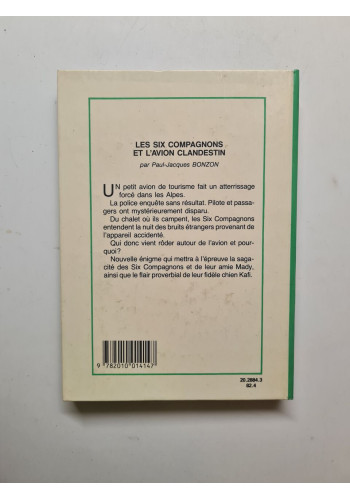 LES SIX COMPAGNONS
ET L'AVION CLANDESTIN
par Paul-Jacques BONZON
UN petit avion de tourisme fait un atterrissage
forcé dans les Alpes.
La police enquête sans résultat. Pilote et passa-
gers ont mystérieusement disparu.
Du chalet où ils campent, les Six Compagnons
entendent la nuit des bruits étranges provenant de
l'appareil accidenté.
Qui donc vient rôder autour de l'avion et pour-
quoi?
Nouvelle énigme qui mettra à l'épreuve la saga-
cité des Six Compagnons et de leur amie Mady,
ainsi que le flair proverbial de leur fidèle chien Kafi.
9 782010 014147
20.2884.3
82.4